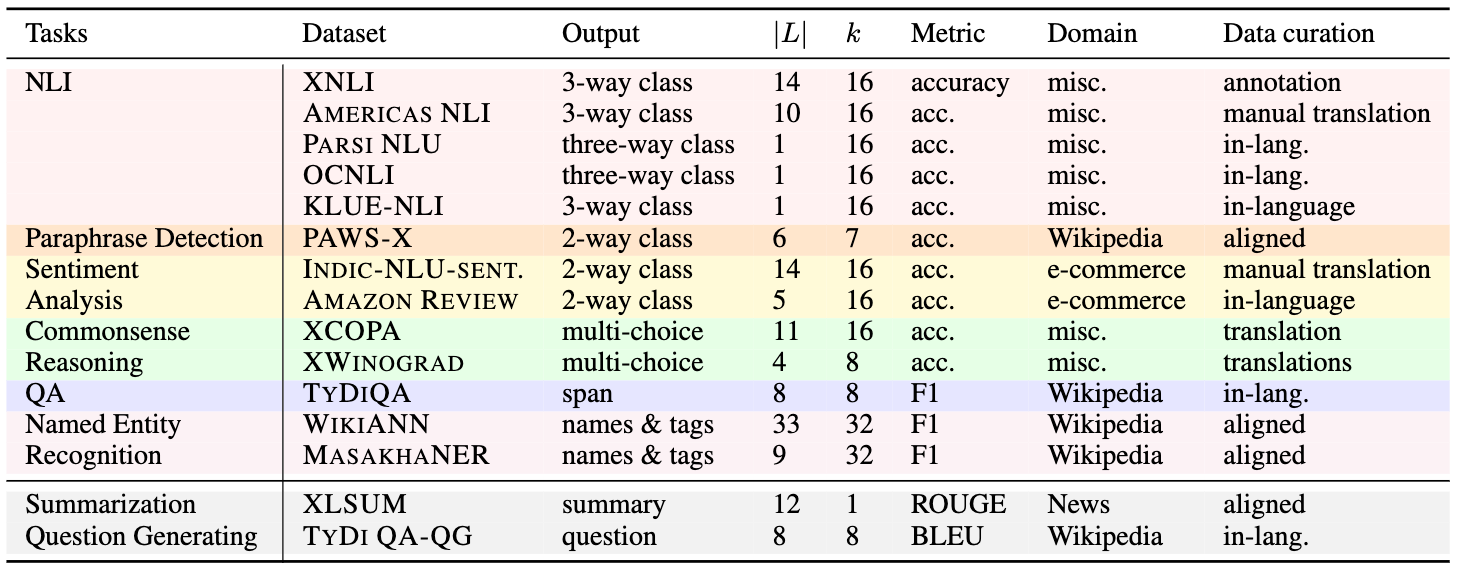 Tasks Dataset Output |L| k Metric Domain Data curation
NLI XNLI 3-way class 14 16 accuracy misc. annotation
AMERICAS NLI 3-way class 10 16 acc. misc. manual translation
PARSI NLU three-way class 1 16 acc. misc. in-lang.
OCNLI three-way class 1 16 acc. misc. in-lang.
KLUE-NLI 3-way class 1 16 acc. misc. in-language
Paraphrase Detection PAWS-X 2-way class 6 7 acc. Wikipedia aligned
Sentiment INDIC-NLU-SENT. 2-way class 14 16 acc. e-commerce manual translation
Analysis AMAZON REVIEW 2-way class 5 16 acc. e-commerce in-language
Commonsense XCOPA multi-choice 11 16 acc. misc. translation
Reasoning XWINOGRAD multi-choice 4 8 acc. misc. translations
QA TYDIQA span 8 8 F1 Wikipedia in-lang.
Named Entity WIKIANN names & tags 33 32 F1 Wikipedia aligned
Recognition MASAKHANER names & tags 9 32 F1 Wikipedia aligned
Summarization XLSUM summary 12 1 ROUGE News aligned
Question Generating TYDI QA-QG question 8 8 BLEU Wikipedia in-lang.